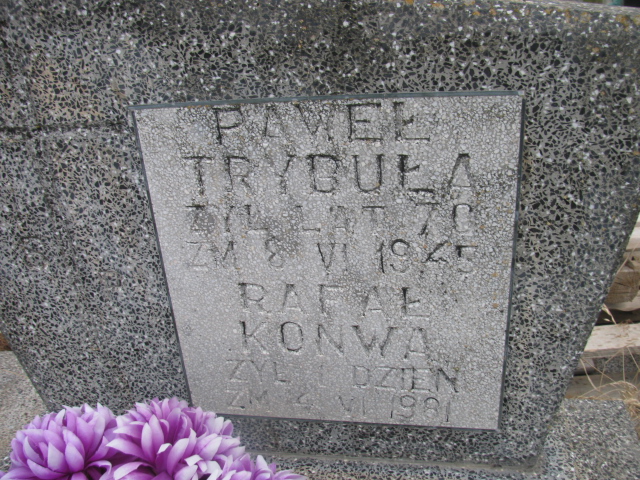 PAWEŁ
TRYBUŁA
ŻYŁ LAT 70
ZM 8 VI 1945
RAFAŁ
KONWA
ŻYŁ 1 DZIEŃ
ZM 4 VI 1981